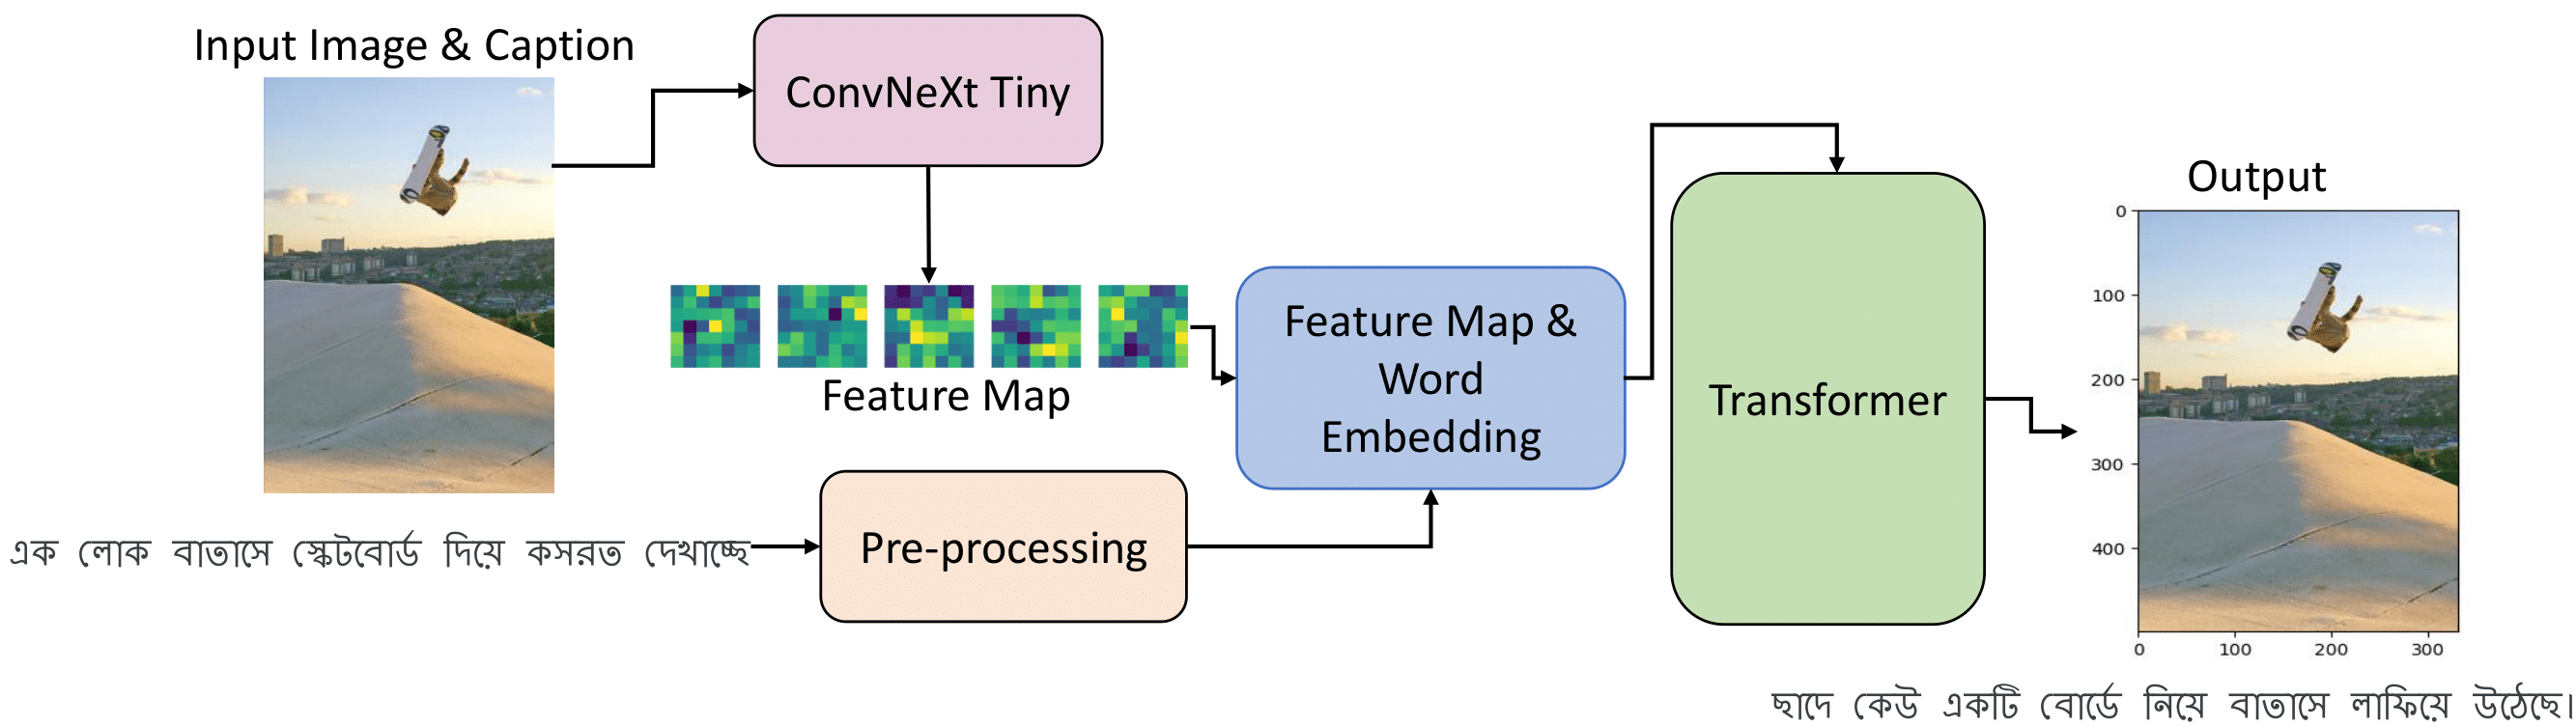 Input Image & Caption
ConvNeXt Tiny
Feature Map
Feature Map &
Word
Embedding
Transformer
Output
0
100
200
300
400
0 100 200 300
এক লোক বাতাসে স্কেটবোর্ড দিয়ে কসরত দেখাচ্ছে
Pre-processing
ছাদে কেউ একটি বোর্ডে নিয়ে বাতাসে লাফিয়ে উঠেছে।